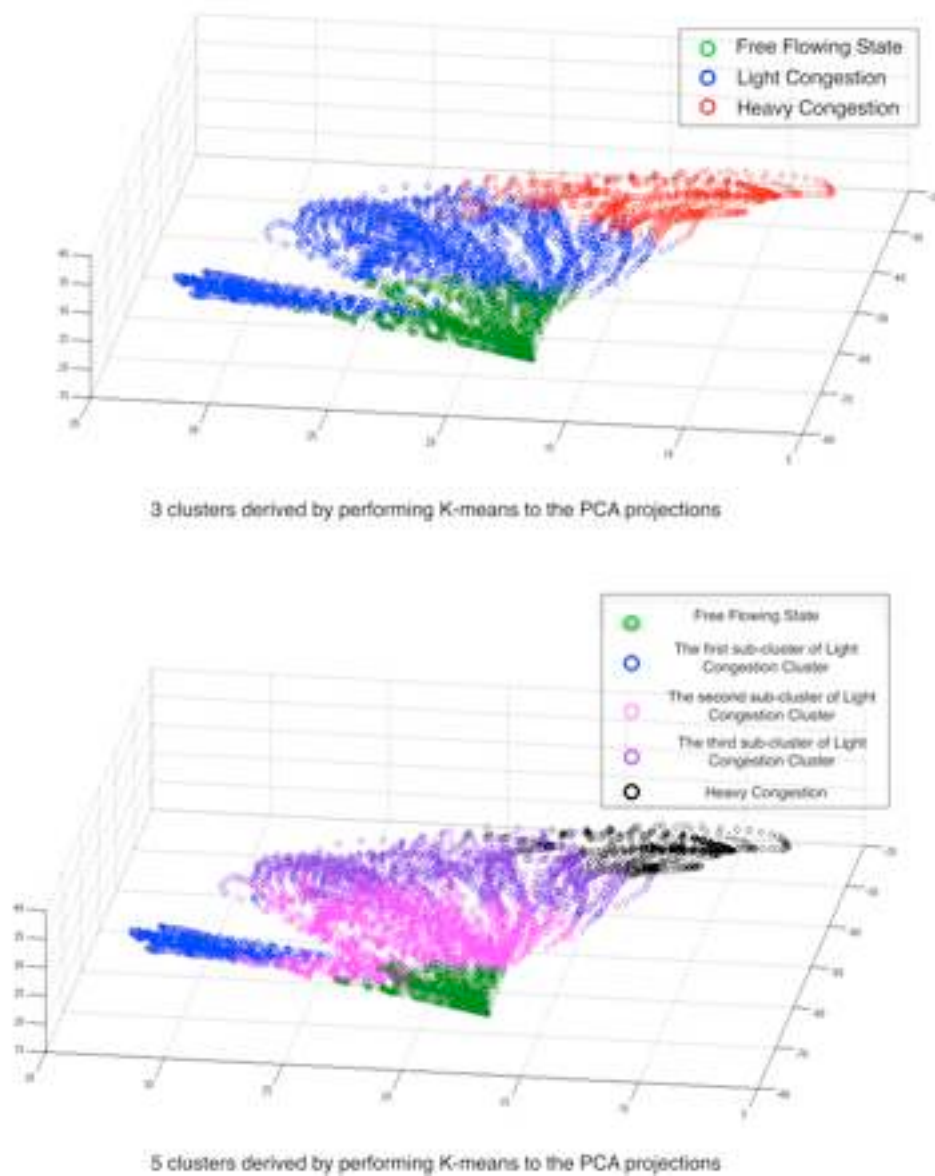 Free Flowing State
Light Congestion
Heavy Congestion
3 clusters derived by performing K-means to the PCA projections
Free Flowing State
The first sub-cluster of Light
Congestion Cluster
The second sub-cluster of Light
Congestion Cluster
The third sub-cluster of Light
Congestion Cluster
Heavy Congestion
5 clusters derived by performing K-means to the PCA projections